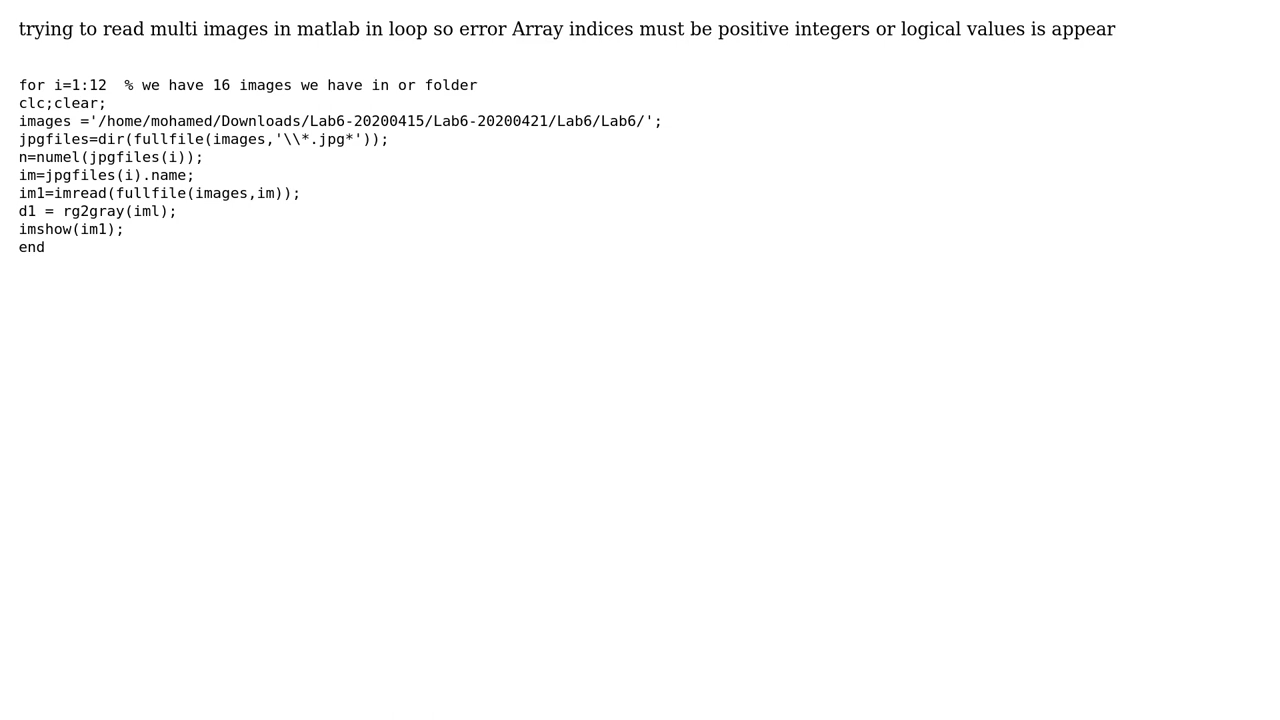 trying to read multi images in matlab in loop so error Array indices must be positive integers or logical values is appear
for i=1:12  % we have 16 images we have in or folder
clc;clear;
images ='/home/mohamed/Downloads/Lab6-20200415/Lab6-20200421/Lab6/Lab6/';
jpgfiles=dir(fullfile(images,'\\*.jpg*'));
n=numel(jpgfiles(i));
im=jpgfiles(i).name;
im1=imread(fullfile(images,im));
d1 = rg2gray(iml);
imshow(im1);
end